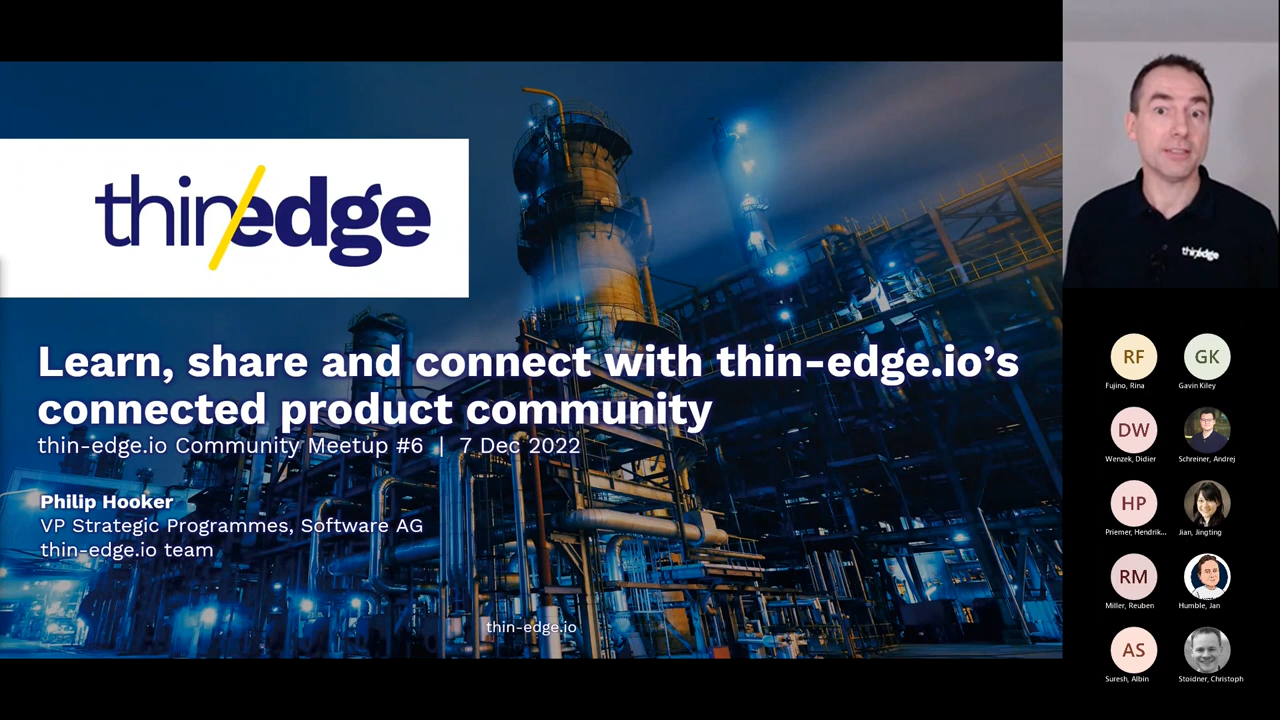 thin/edge
Learn, share and connect with thin-edge.io’s
connected product community
thin-edge.io Community Meetup #6 | 7 Dec 2022
Philip Hooker
VP Strategic Programmes, Software AG
thin-edge.io team
thin-edge.io
thin/edge
RF
GK
Fujino, Rina
Gavin Kiley
DW
Wenzek, Didier
Schreiner, Andrej
HP
Priemer, Hendrik...
Jian, Jingting
RM
Miller, Reuben
Humble, Jan
AS
Suresh, Albin
Stoidner, Christoph